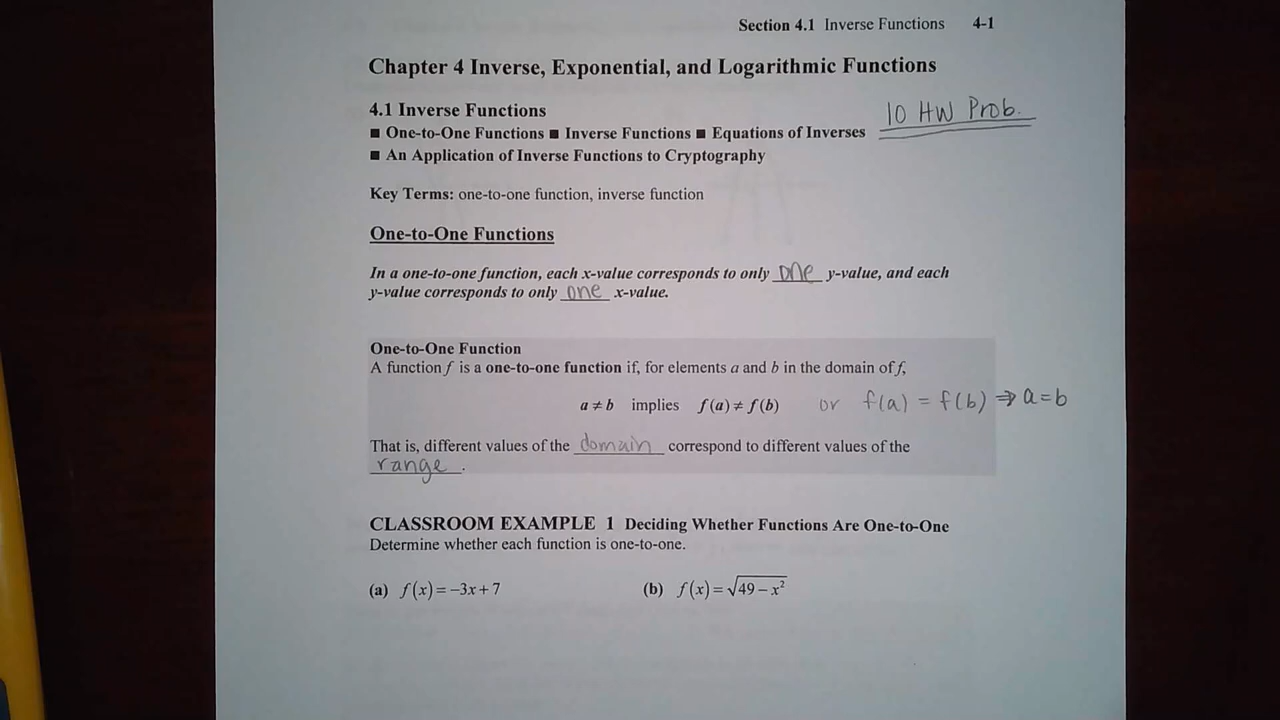 Section 4.1 Inverse Functions 4-1
Chapter 4 Inverse, Exponential, and Logarithmic Functions
4.1 Inverse Functions
10 HW Prob.
■ One-to-One Functions ■ Inverse Functions ■ Equations of Inverses
■ An Application of Inverse Functions to Cryptography
Key Terms: one-to-one function, inverse function
One-to-One Functions
In a one-to-one function, each x-value corresponds to only one y-value, and each
y-value corresponds to only one x-value.
One-to-One Function
A function f is a one-to-one function if, for elements a and b in the domain of f,
a ≠ b implies f(a) ≠ f(b) or f(a) = f(b) ⇒ a = b
That is, different values of the domain correspond to different values of the
range.
CLASSROOM EXAMPLE 1 Deciding Whether Functions Are One-to-One
Determine whether each function is one-to-one.
(a) f(x) = −3x + 7 (b) f(x) = √(49 − x²)